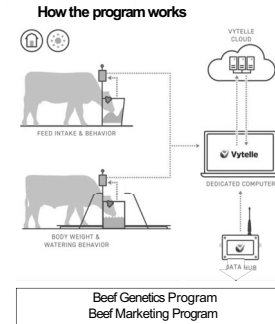 How the program works
VYTELLE
CLOUD
FEED INTAKE & BEHAVIOR
Vytelle
DEDICATED COMPUTER
BODY WEIGHT &
WATERING BEHAVIOR
DATA HUB
Beef Genetics Program
Beef Marketing Program